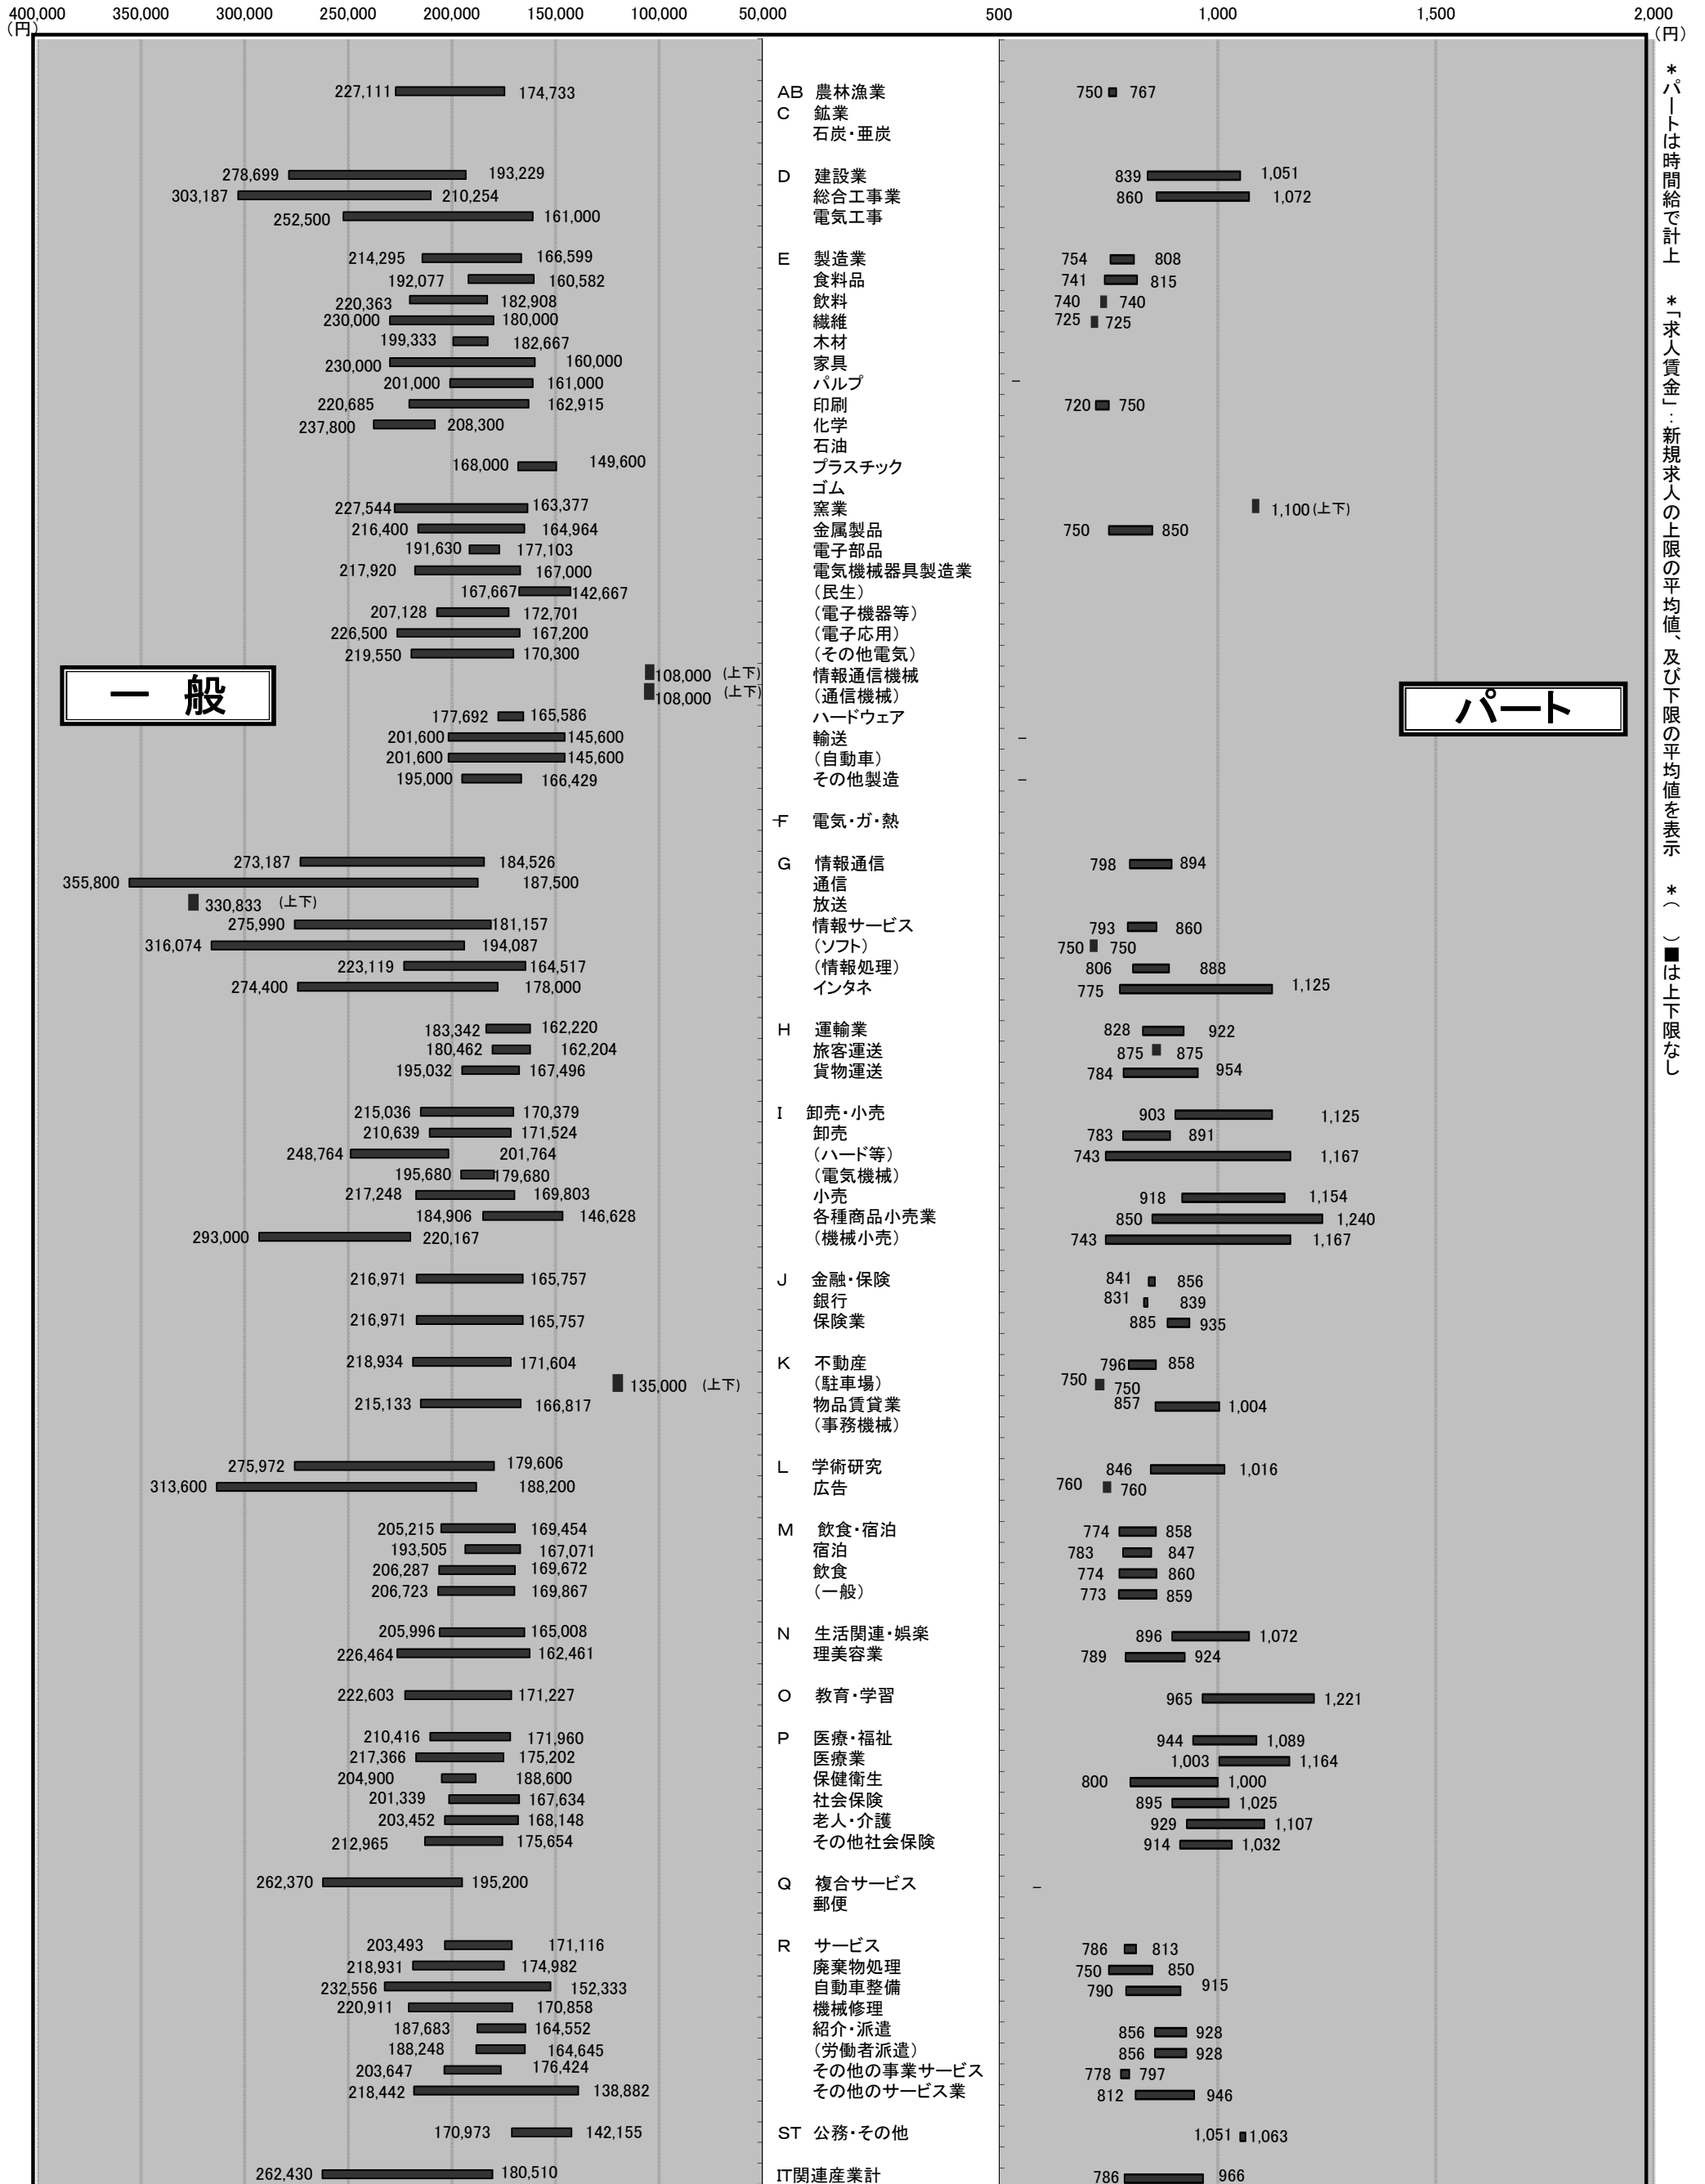 400,000 350,000 300,000 250,000 200,000 150,000 100,000 50,000 500 1,000 1,500 2,000
(円) (円)
227,111 174,733 AB 農林漁業 750 767
C 鉱業
石炭・亜炭
278,699 193,229 D 建設業 839 1,051
303,187 210,254 総合工事業 860 1,072
252,500 161,000 電気工事
214,295 166,599 E 製造業 754 808
192,077 160,582 食料品 741 815
220,363 182,908 飲料 740 740
230,000 180,000 繊維 725 725
199,333 182,667 木材
230,000 160,000 家具
201,000 161,000 パルプ –
220,685 162,915 印刷 720 750
237,800 208,300 化学
石油
168,000 149,600 プラスチック
ゴム
227,544 163,377 窯業 1,100 (上下)
216,400 164,964 金属製品 750 850
191,630 177,103 電子部品
217,920 167,000 電気機械器具製造業
167,667 142,667 (民生)
207,128 172,701 (電子機器等)
226,500 167,200 (電子応用)
219,550 170,300 (その他電気)
108,000 (上下) 情報通信機械
108,000 (上下) (通信機械)
一 般
パート
177,692 165,586 ハードウェア
201,600 145,600 輸送 –
201,600 145,600 (自動車)
195,000 166,429 その他製造 –
F 電気・ガ・熱
273,187 184,526 G 情報通信 798 894
355,800 187,500 通信
330,833 (上下) 放送
275,990 181,157 情報サービス 793 860
316,074 194,087 (ソフト) 750 750
223,119 164,517 (情報処理) 806 888
274,400 178,000 インタネ 775 1,125
183,342 162,220 H 運輸業 828 922
180,462 162,204 旅客運送 875 875
195,032 167,496 貨物運送 784 954
215,036 170,379 I 卸売・小売 903 1,125
210,639 171,524 卸売 783 891
248,764 201,764 (ハード等) 743 1,167
195,680 179,680 (電気機械)
217,248 169,803 小売 918 1,154
184,906 146,628 各種商品小売業 850 1,240
293,000 220,167 (機械小売) 743 1,167
216,971 165,757 J 金融・保険 841 856
銀行 831 839
216,971 165,757 保険業 885 935
218,934 171,604 K 不動産 796 858
135,000 (上下) (駐車場) 750 750
215,133 166,817 物品賃貸業 857 1,004
(事務機械)
275,972 179,606 L 学術研究 846 1,016
313,600 188,200 広告 760 760
205,215 169,454 M 飲食・宿泊 774 858
193,505 167,071 宿泊 783 847
206,287 169,672 飲食 774 860
206,723 169,867 (一般) 773 859
205,996 165,008 N 生活関連・娯楽 896 1,072
226,464 162,461 理美容業 789 924
222,603 171,227 O 教育・学習 965 1,221
210,416 171,960 P 医療・福祉 944 1,089
217,366 175,202 医療業 1,003 1,164
204,900 188,600 保健衛生 800 1,000
201,339 167,634 社会保険 895 1,025
203,452 168,148 老人・介護 929 1,107
212,965 175,654 その他社会保険 914 1,032
262,370 195,200 Q 複合サービス –
郵便
203,493 171,116 R サービス 786 813
218,931 174,982 廃棄物処理 750 850
232,556 152,333 自動車整備 790 915
220,911 170,858 機械修理
187,683 164,552 紹介・派遣 856 928
188,248 164,645 (労働者派遣) 856 928
203,647 176,424 その他の事業サービス 778 797
218,442 138,882 その他のサービス業 812 946
170,973 142,155 ST 公務・その他 1,051 1,063
262,430 180,510 IT関連産業計 786 966
*パートは時間給で計上 *「求人賃金」:新規求人の上限の平均値、及び下限の平均値を表示 *( )■は上下限なし